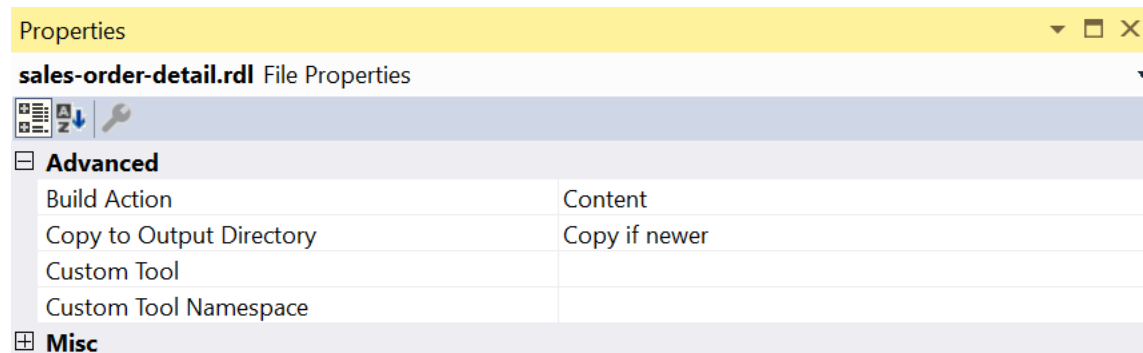 Properties
sales-order-detail.rdl File Properties
Advanced
Build Action Content
Copy to Output Directory Copy if newer
Custom Tool
Custom Tool Namespace
Misc